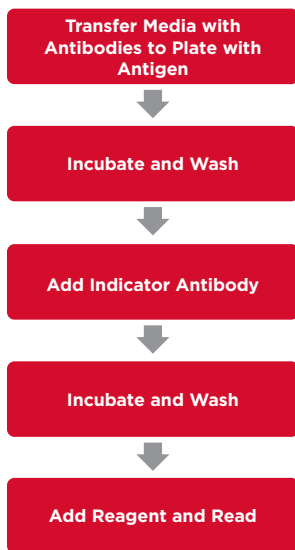 Transfer Media with
Antibodies to Plate with
Antigen
Incubate and Wash
Add Indicator Antibody
Incubate and Wash
Add Reagent and Read